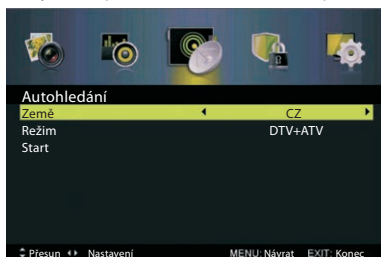 Autohledání
Země CZ
Režim DTV+ATV
Start
Přesun Nastavení MENU: Návrat EXIT: Konec